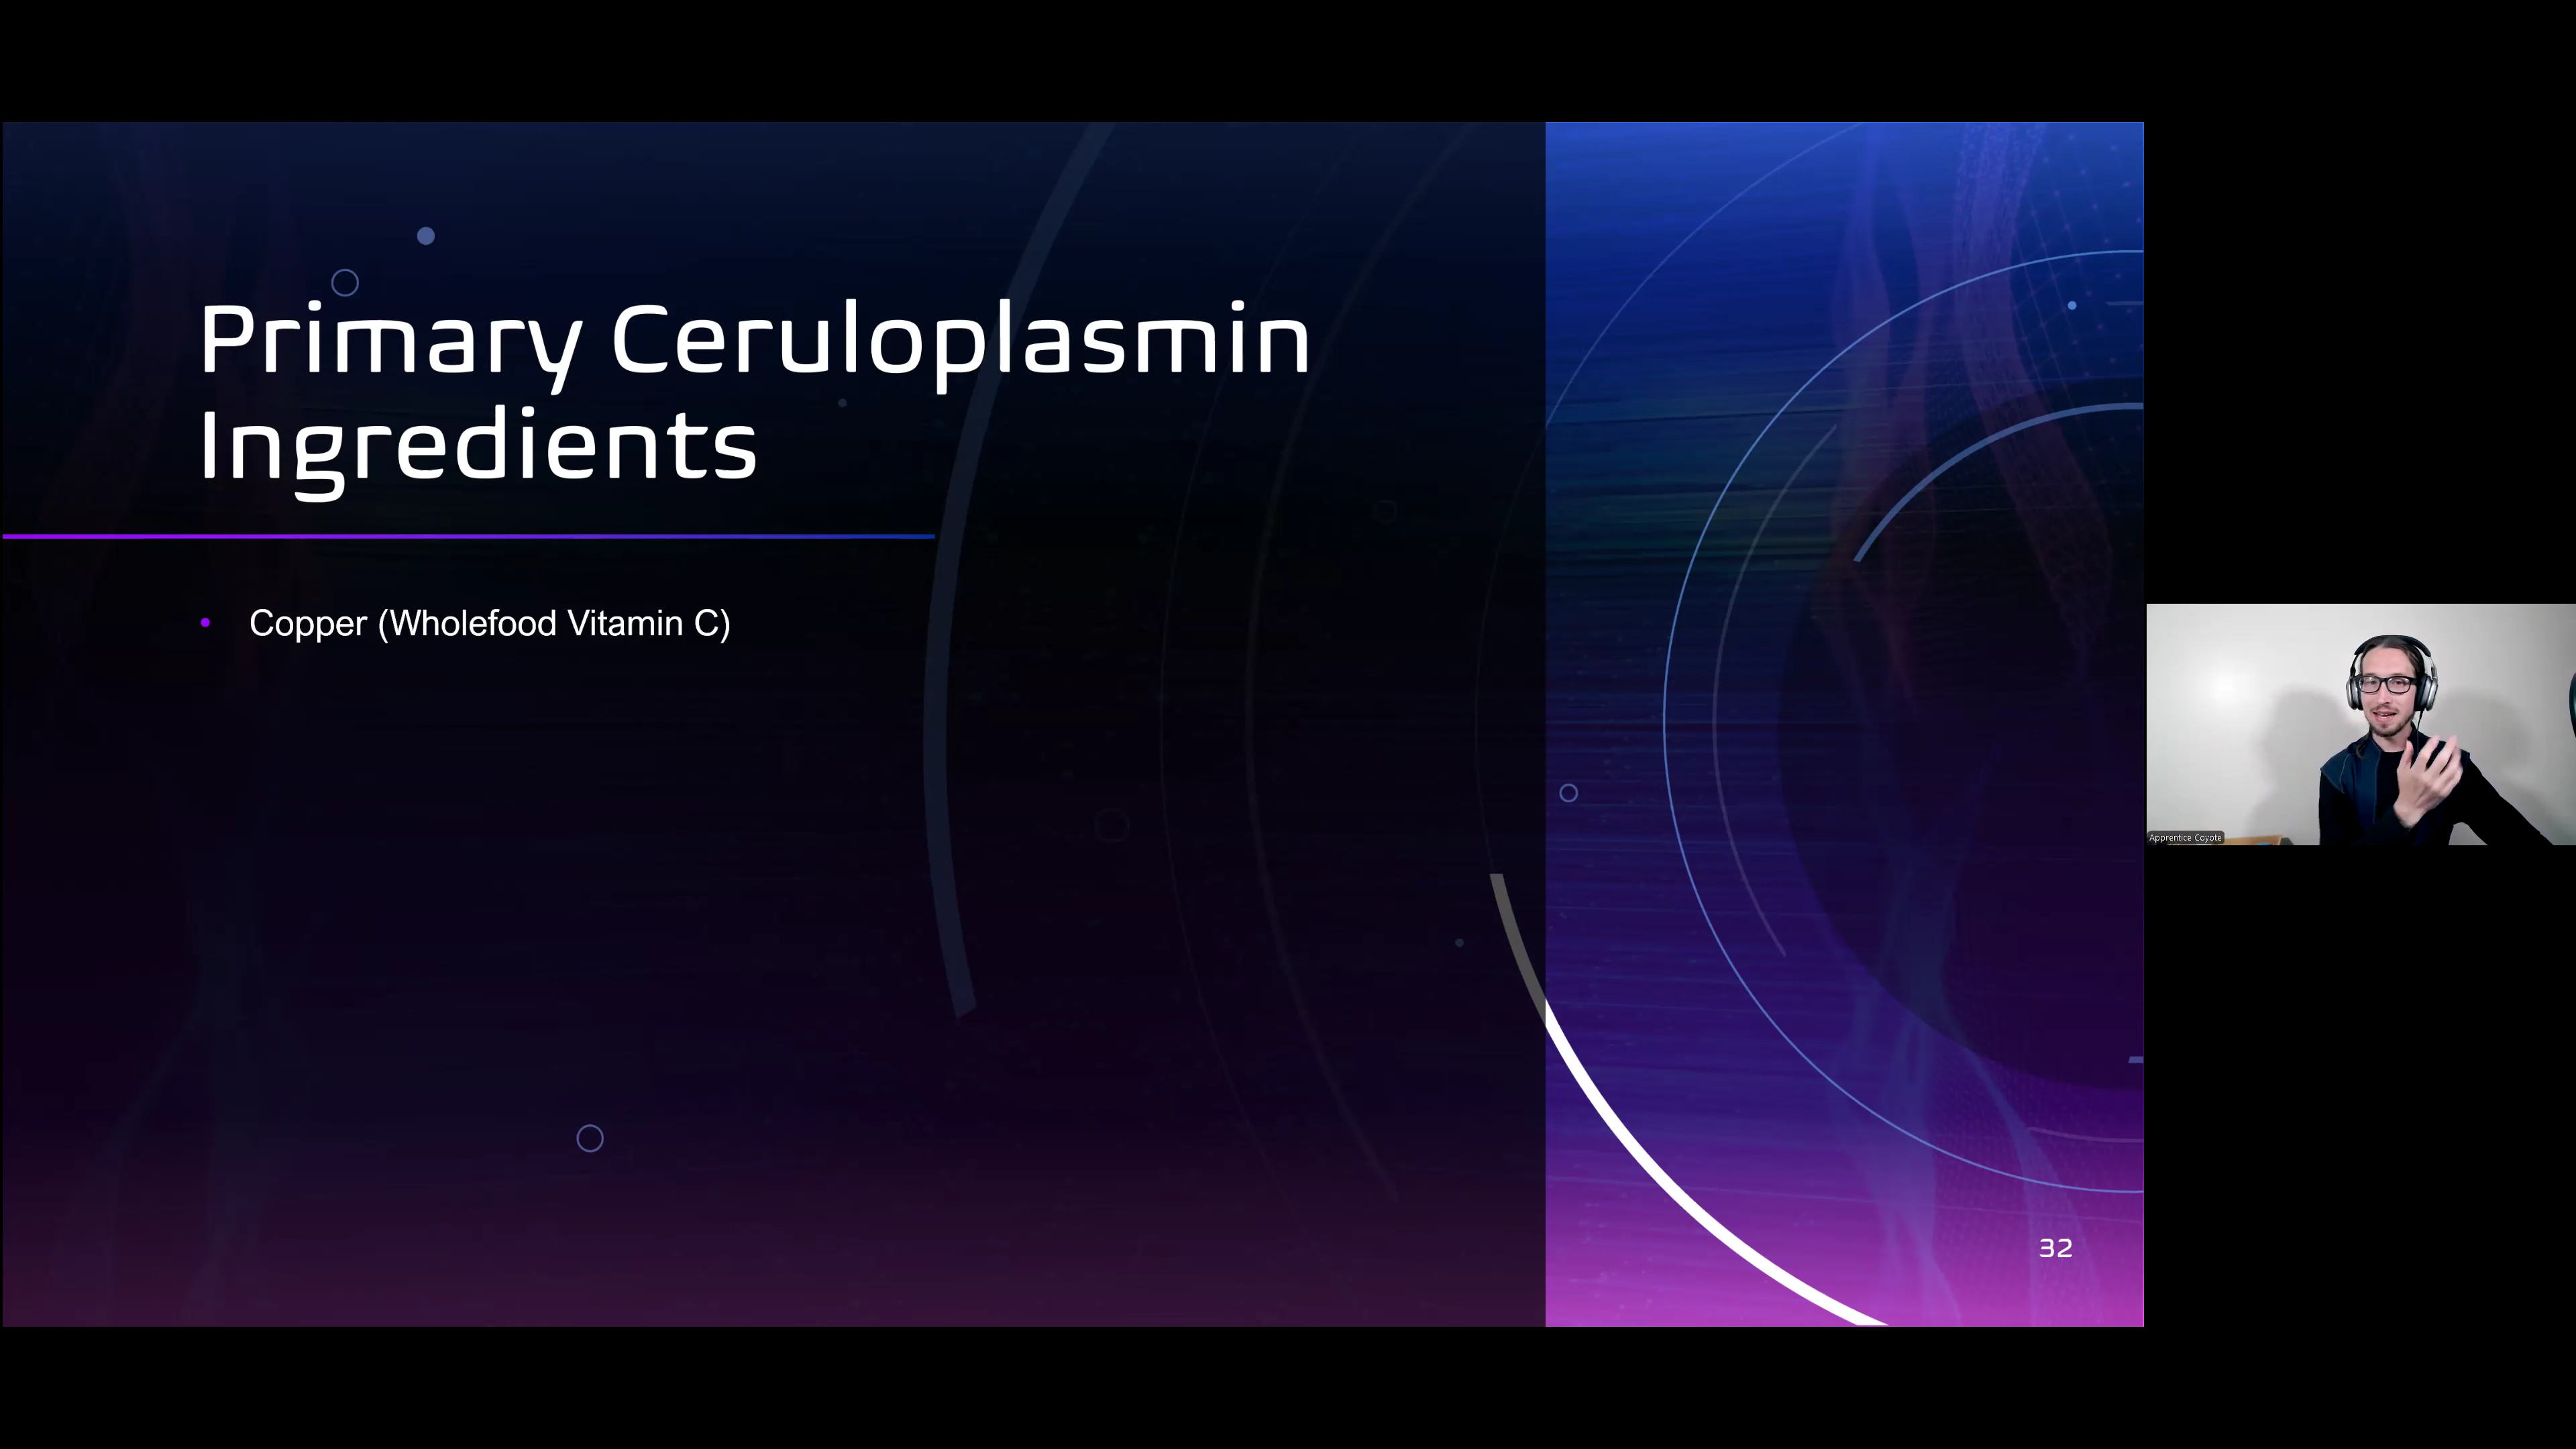 Primary Ceruloplasmin
Ingredients
• Copper (Wholefood Vitamin C)
32
Apprentice Coyote